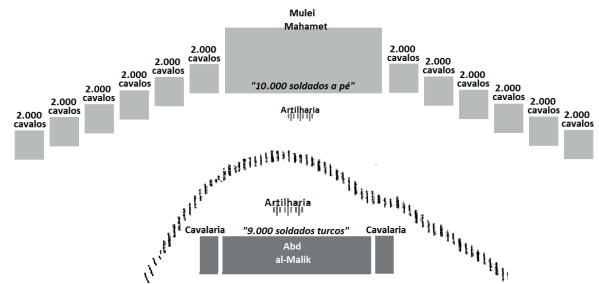 Mulei
Mahamet
2.000
cavalos
2.000
cavalos
2.000
cavalos
2.000
cavalos
2.000
cavalos
2.000
cavalos
2.000
cavalos
2.000
cavalos
2.000
cavalos
2.000
cavalos
2.000
cavalos
2.000
cavalos
"10.000 soldados a pé"
Artilharia
Artilharia
Cavalaria
"9.000 soldados turcos"
Cavalaria
Abd
al-Malik